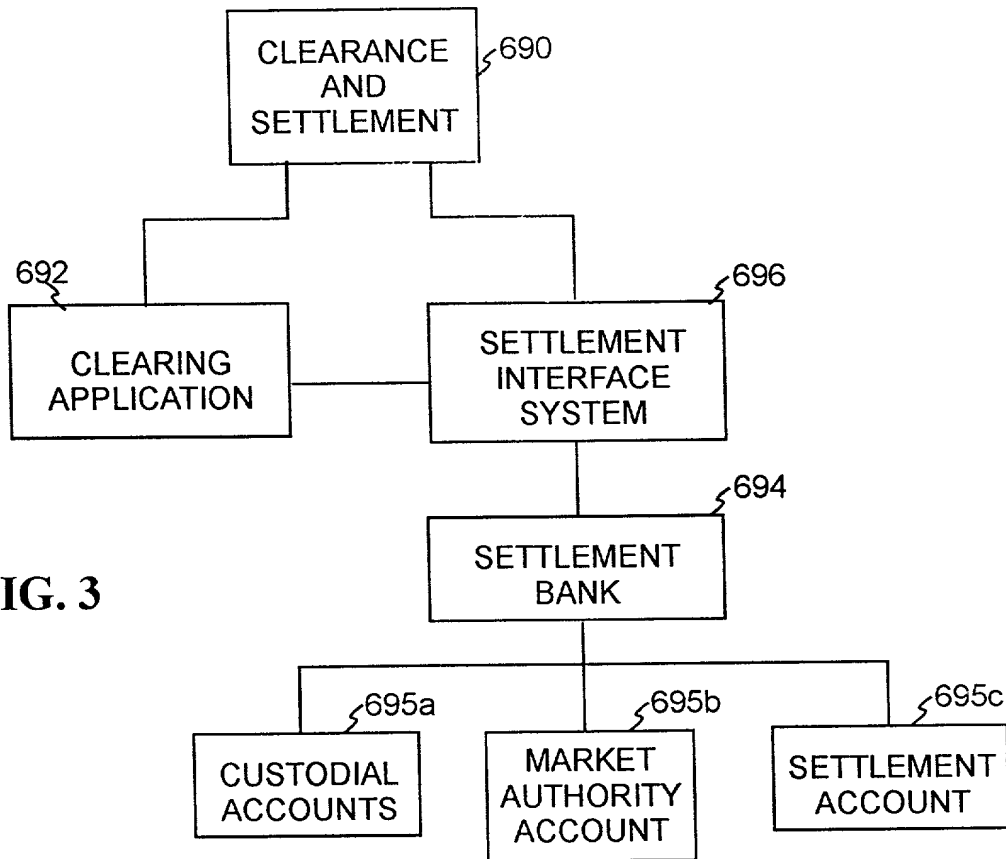 CLEARANCE
AND
SETTLEMENT
690
692
CLEARING
APPLICATION
696
SETTLEMENT
INTERFACE
SYSTEM
694
SETTLEMENT
BANK
IG. 3
695a
CUSTODIAL
ACCOUNTS
695b
MARKET
AUTHORITY
ACCOUNT
695c
SETTLEMENT
ACCOUNT